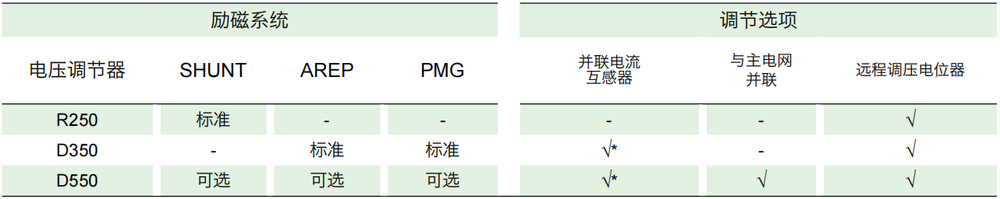 励磁系统 调节选项
电压调节器 SHUNT AREP PMG 并联电流互感器 与主电网并联 远程调压电位器
R250 标准 - - - - √
D350 - 标准 标准 √* - √
D550 可选 可选 可选 √* √ √